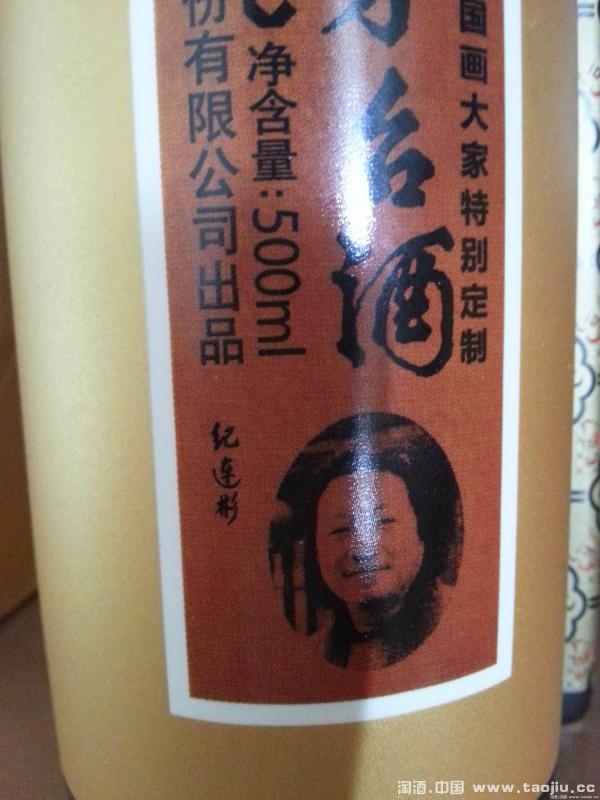 国画大家特别定制
台酒
净含量:500ml
份有限公司出品
纪连彬
淘酒.中国 www.taojiu.cc